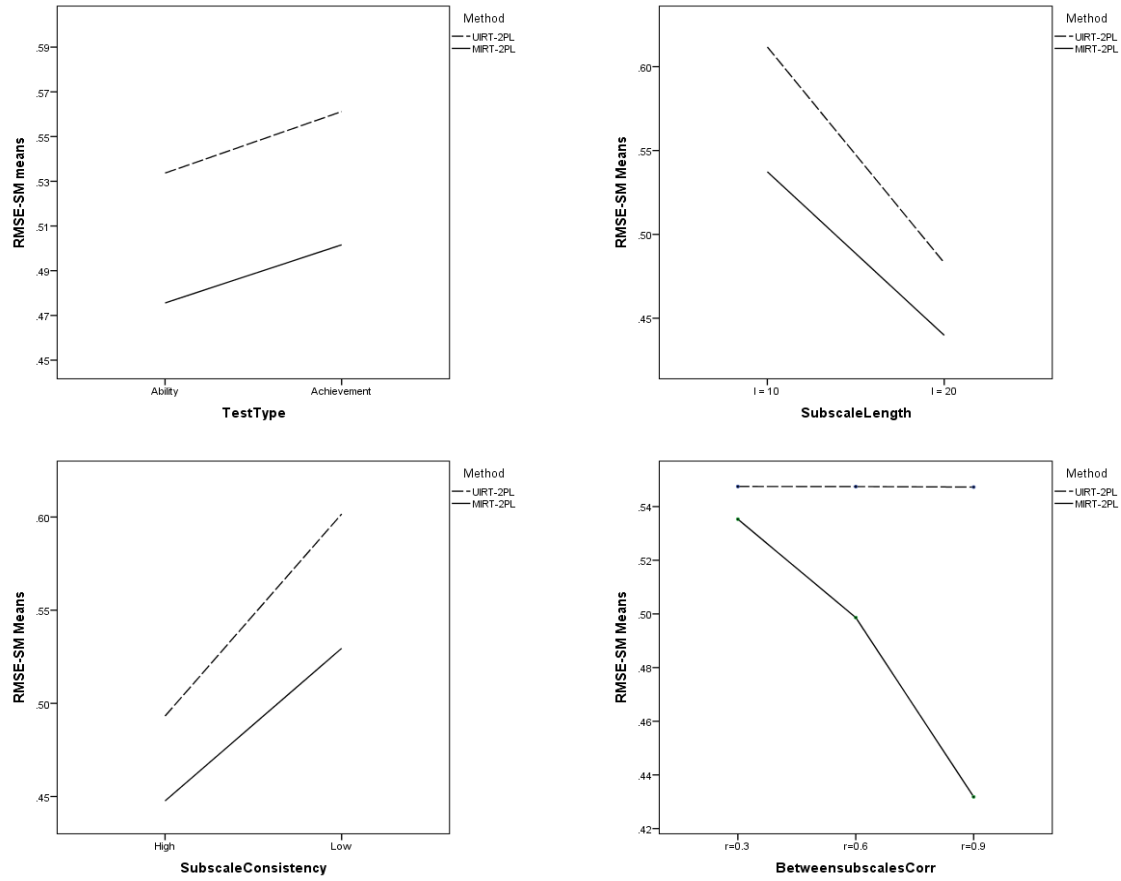 Method
UIRT-2PL
MIRT-2PL
RMSE-SM means
.59
.57
.55
.53
.51
.49
.47
.45
Ability Achievement
TestType
Method
UIRT-2PL
MIRT-2PL
RMSE-SM Means
.60
.55
.50
.45
I = 10 I = 20
SubscaleLength
Method
UIRT-2PL
MIRT-2PL
RMSE-SM Means
.60
.55
.50
.45
High Low
SubscaleConsistency
Method
UIRT-2PL
MIRT-2PL
RMSE-SM Means
.54
.52
.50
.48
.46
.44
.42
r=0.3 r=0.6 r=0.9
BetweensubscalesCorr